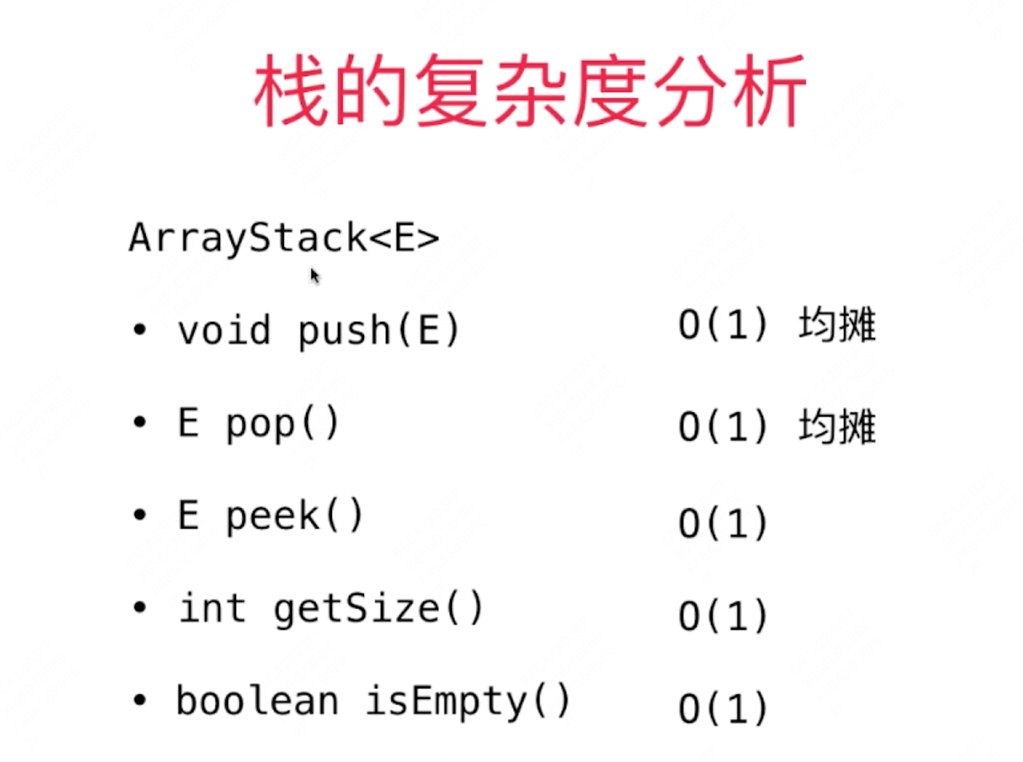 栈的复杂度分析
ArrayStack<E>
• void push(E) O(1) 均摊
• E pop() O(1) 均摊
• E peek() O(1)
• int getSize() O(1)
• boolean isEmpty() O(1)